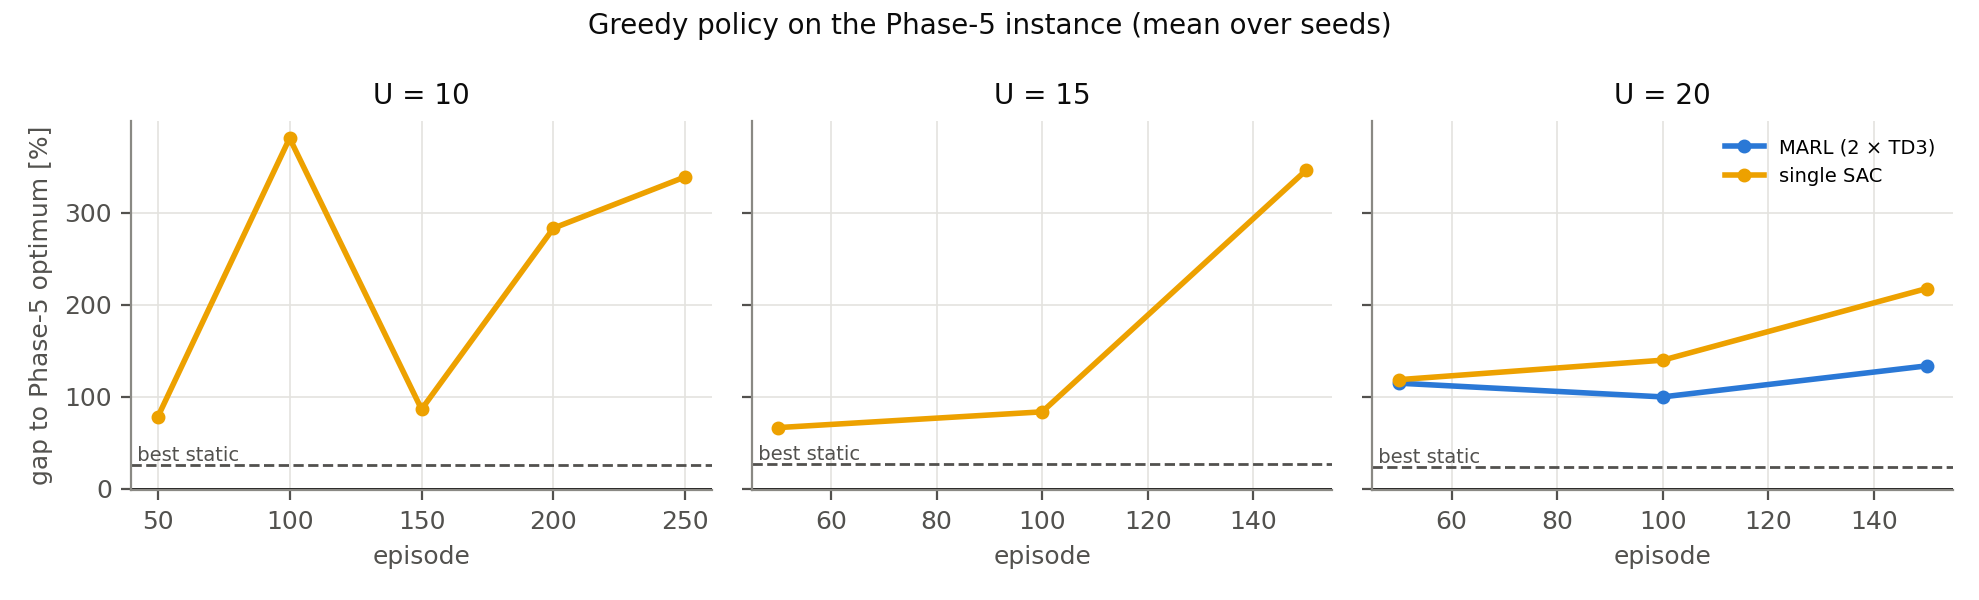 Greedy policy on the Phase-5 instance (mean over seeds)
U = 10
U = 15
U = 20
gap to Phase-5 optimum [%]
300
200
100
0
best static
50
100
150
200
250
episode
best static
60
80
100
120
140
episode
MARL (2 × TD3)
single SAC
best static
60
80
100
120
140
episode